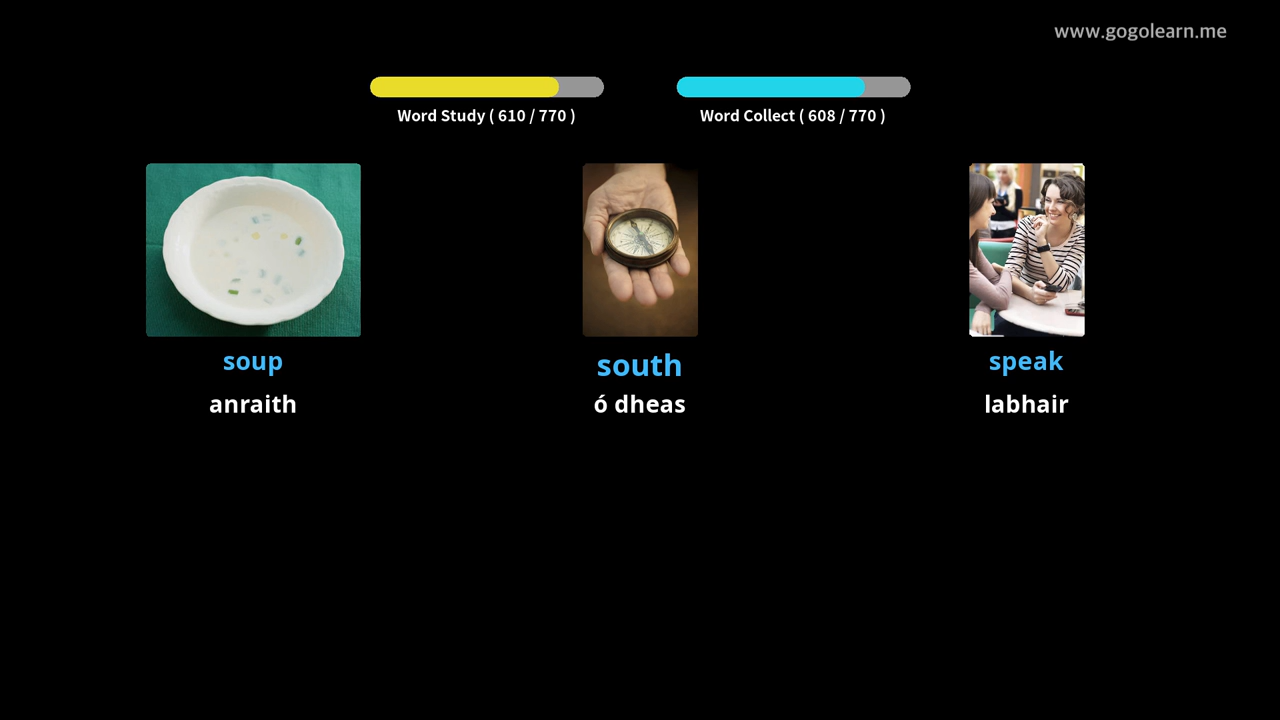 www.gogolearn.me
Word Study ( 610 / 770 )
Word Collect ( 608 / 770 )
soup
south
speak
anraith
ó dheas
labhair